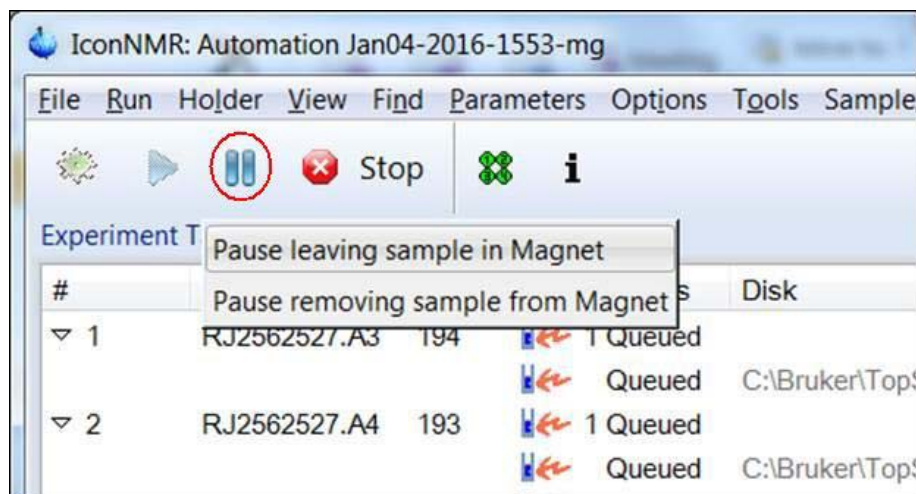 IconNMR: Automation Jan04-2016-1553-mg
File Run Holder View Find Parameters Options Tools Sample
Stop i
Experiment T
Pause leaving sample in Magnet
# Disk
Pause removing sample from Magnet
1 RJ2562527.A3 194 1 Queued
Queued C:\Bruker\TopS
2 RJ2562527.A4 193 1 Queued
Queued C:\Bruker\TopS